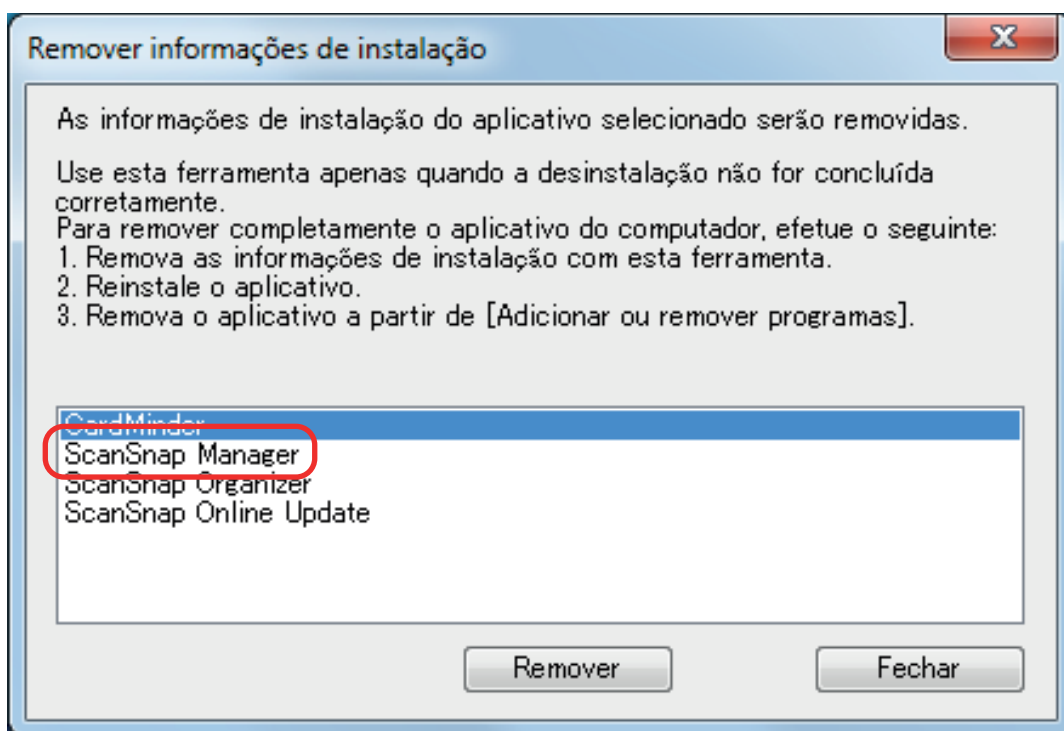 Remover informações de instalação
As informações de instalação do aplicativo selecionado serão removidas.
Use esta ferramenta apenas quando a desinstalação não for concluída
corretamente.
Para remover completamente o aplicativo do computador, efetue o seguinte:
1. Remova as informações de instalação com esta ferramenta.
2. Reinstale o aplicativo.
3. Remova o aplicativo a partir de [Adicionar ou remover programas].
CardMinder
ScanSnap Manager
ScanSnap Organizer
ScanSnap Online Update
Remover Fechar